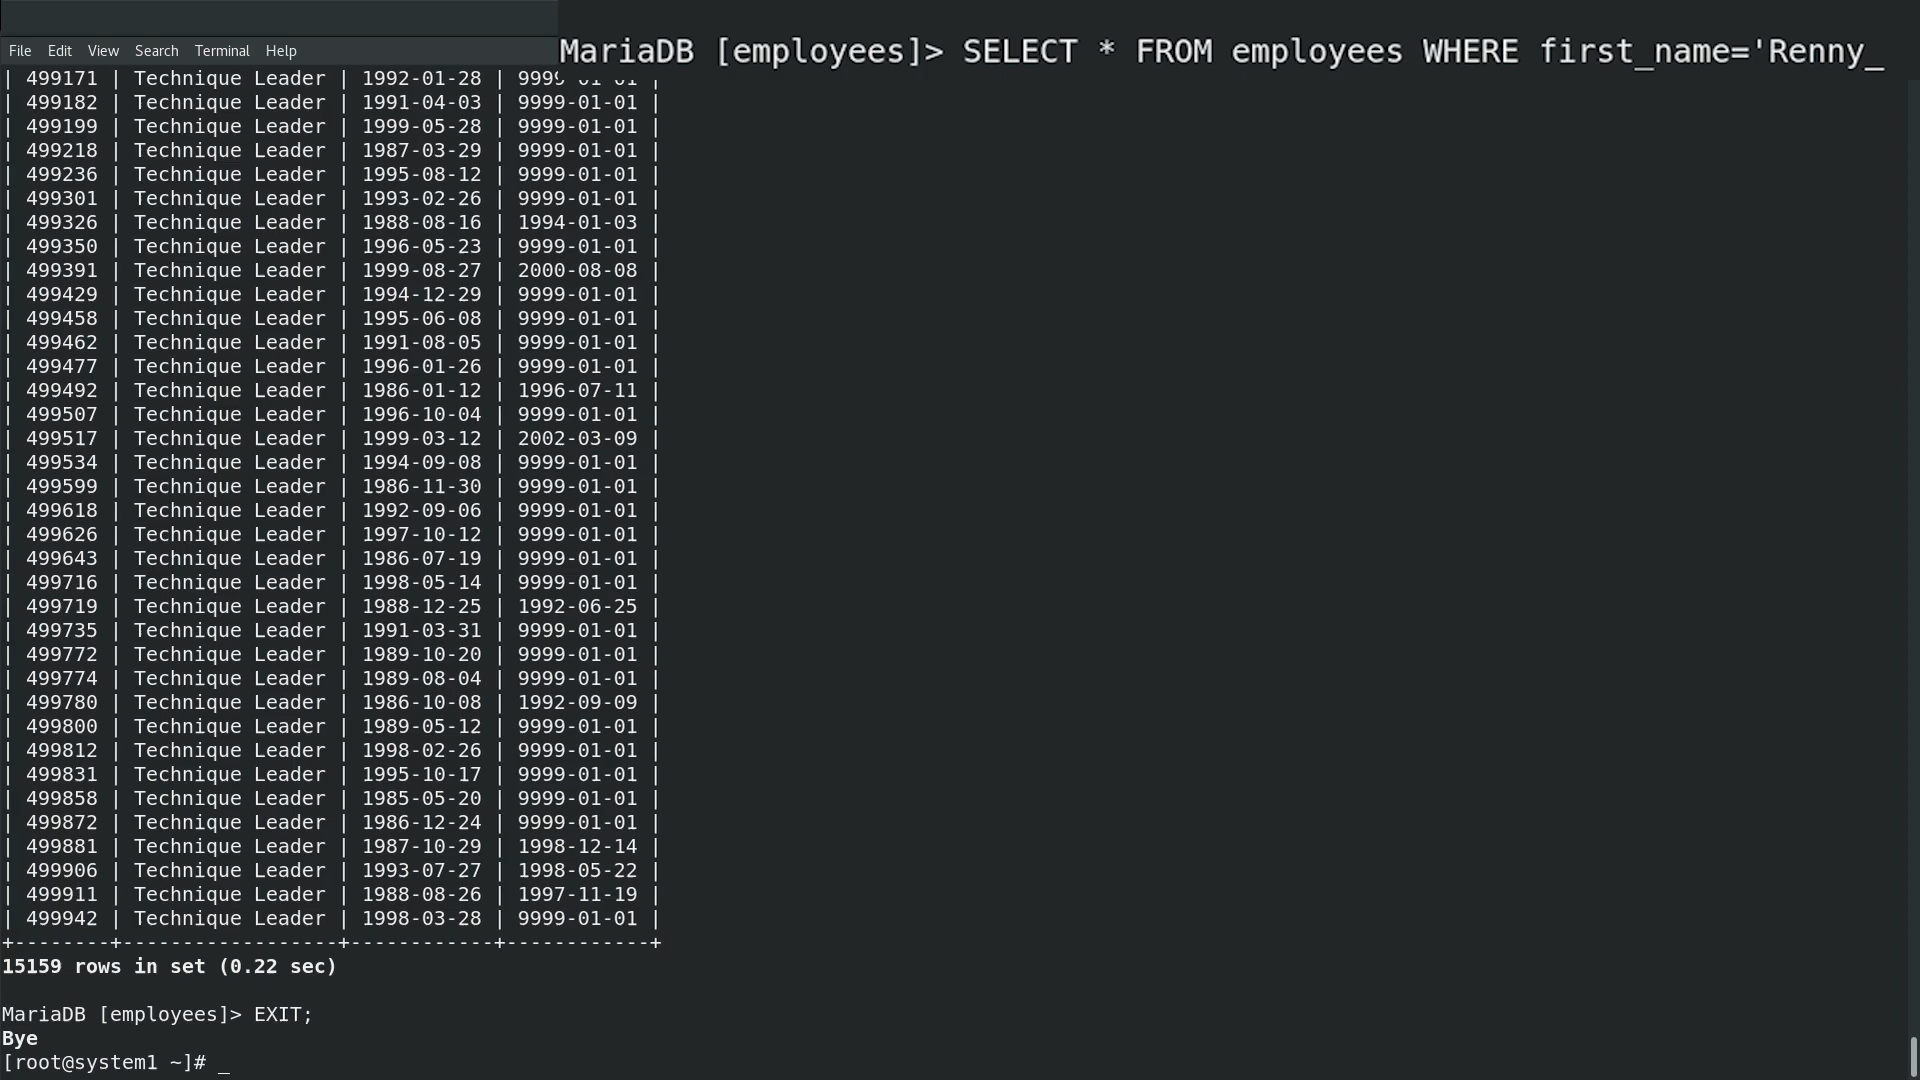 File Edit View Search Terminal Help
MariaDB [employees]> SELECT * FROM employees WHERE first_name='Renny_
| 499171 | Technique Leader | 1992-01-28 | 9999-01-01 |
| 499182 | Technique Leader | 1991-04-03 | 9999-01-01 |
| 499199 | Technique Leader | 1999-05-28 | 9999-01-01 |
| 499218 | Technique Leader | 1987-03-29 | 9999-01-01 |
| 499236 | Technique Leader | 1995-08-12 | 9999-01-01 |
| 499301 | Technique Leader | 1993-02-26 | 9999-01-01 |
| 499326 | Technique Leader | 1988-08-16 | 1994-01-03 |
| 499350 | Technique Leader | 1996-05-23 | 9999-01-01 |
| 499391 | Technique Leader | 1999-08-27 | 2000-08-08 |
| 499429 | Technique Leader | 1994-12-29 | 9999-01-01 |
| 499458 | Technique Leader | 1995-06-08 | 9999-01-01 |
| 499462 | Technique Leader | 1991-08-05 | 9999-01-01 |
| 499477 | Technique Leader | 1996-01-26 | 9999-01-01 |
| 499492 | Technique Leader | 1986-01-12 | 1996-07-11 |
| 499507 | Technique Leader | 1996-10-04 | 9999-01-01 |
| 499517 | Technique Leader | 1999-03-12 | 2002-03-09 |
| 499534 | Technique Leader | 1994-09-08 | 9999-01-01 |
| 499599 | Technique Leader | 1986-11-30 | 9999-01-01 |
| 499618 | Technique Leader | 1992-09-06 | 9999-01-01 |
| 499626 | Technique Leader | 1997-10-12 | 9999-01-01 |
| 499643 | Technique Leader | 1986-07-19 | 9999-01-01 |
| 499716 | Technique Leader | 1998-05-14 | 9999-01-01 |
| 499719 | Technique Leader | 1988-12-25 | 1992-06-25 |
| 499735 | Technique Leader | 1991-03-31 | 9999-01-01 |
| 499772 | Technique Leader | 1989-10-20 | 9999-01-01 |
| 499774 | Technique Leader | 1989-08-04 | 9999-01-01 |
| 499780 | Technique Leader | 1986-10-08 | 1992-09-09 |
| 499800 | Technique Leader | 1989-05-12 | 9999-01-01 |
| 499812 | Technique Leader | 1998-02-26 | 9999-01-01 |
| 499831 | Technique Leader | 1995-10-17 | 9999-01-01 |
| 499858 | Technique Leader | 1985-05-20 | 9999-01-01 |
| 499872 | Technique Leader | 1986-12-24 | 9999-01-01 |
| 499881 | Technique Leader | 1987-10-29 | 1998-12-14 |
| 499906 | Technique Leader | 1993-07-27 | 1998-05-22 |
| 499911 | Technique Leader | 1988-08-26 | 1997-11-19 |
| 499942 | Technique Leader | 1998-03-28 | 9999-01-01 |
+--------+------------------+------------+------------+
15159 rows in set (0.22 sec)
MariaDB [employees]> EXIT;
Bye
[root@system1 ~]# _